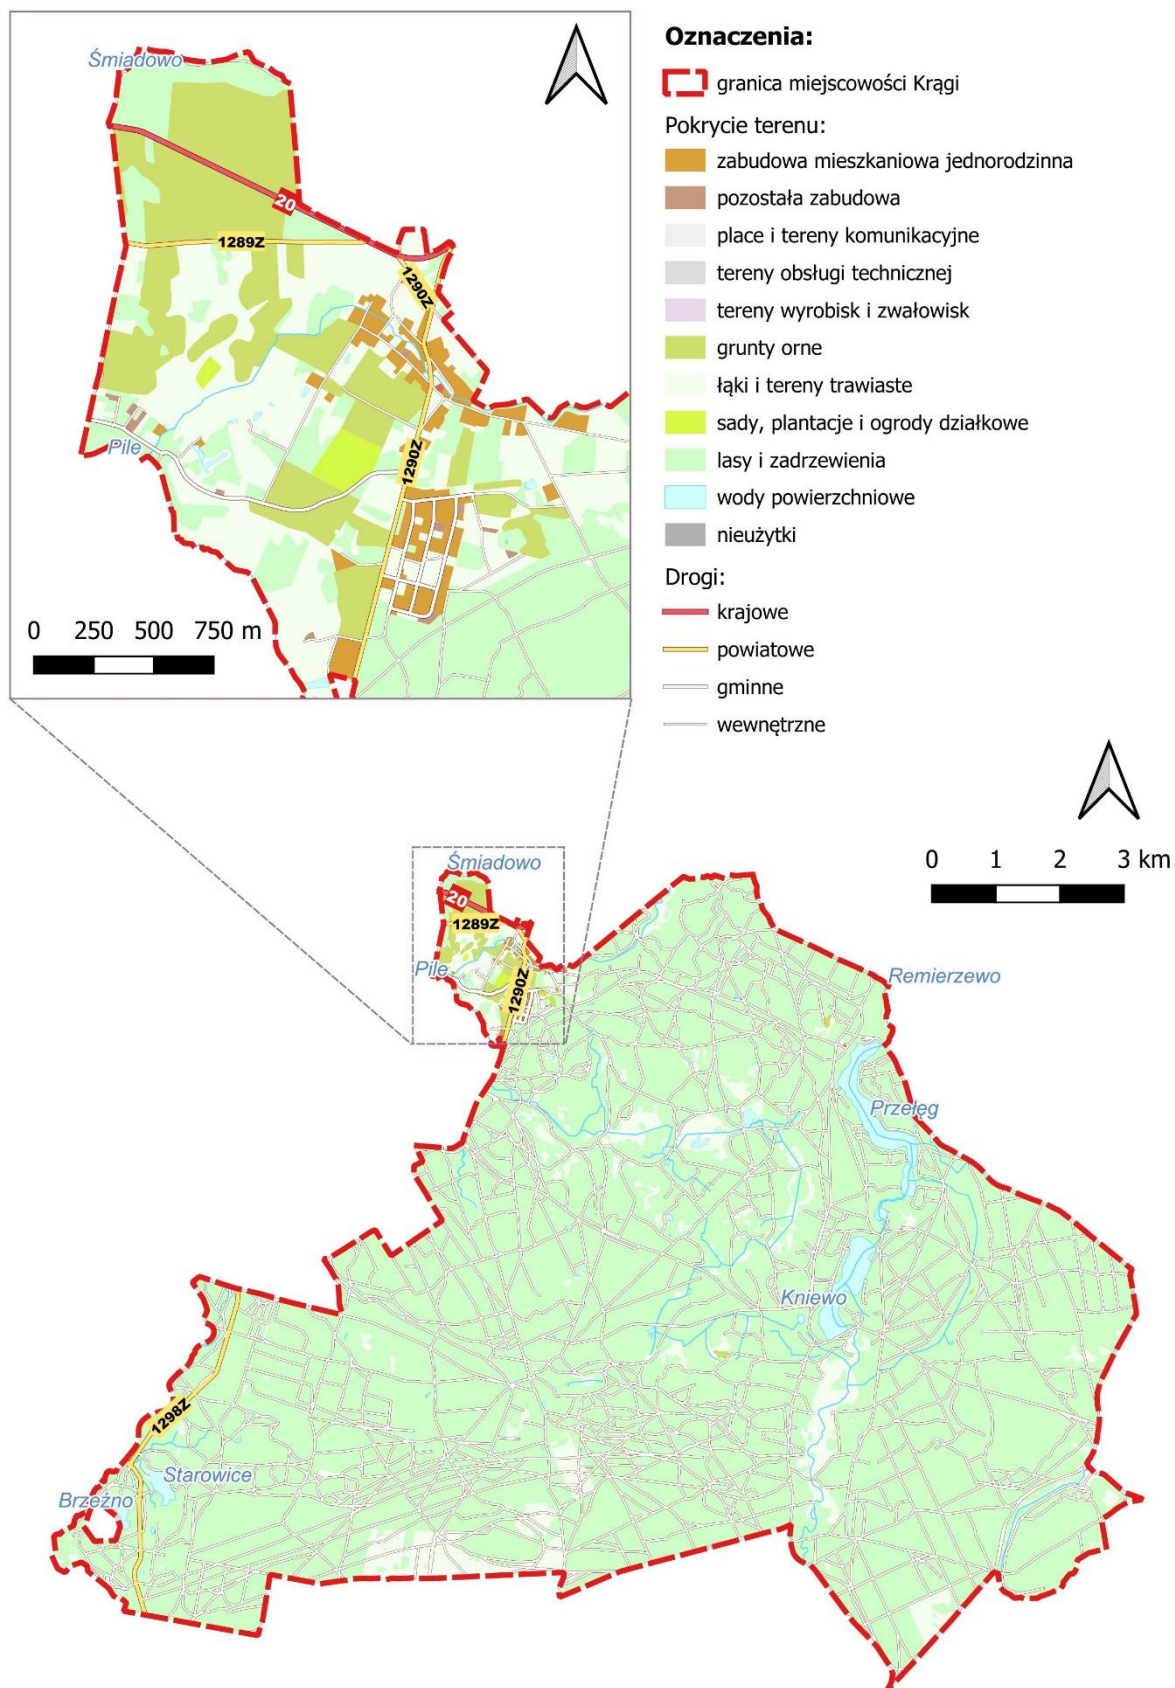 Śmiadowo
20
1289Z
1290Z
Pile
1290Z
0 250 500 750 m
Oznaczenia:
granica miejscowości Krągi
Pokrycie terenu:
zabudowa mieszkaniowa jednorodzinna
pozostała zabudowa
place i tereny komunikacyjne
tereny obsługi technicznej
tereny wyrobisk i zwałowisk
grunty orne
łąki i tereny trawiaste
sady, plantacje i ogrody działkowe
lasy i zadrzewienia
wody powierzchniowe
nieużytki
Drogi:
krajowe
powiatowe
gminne
wewnętrzne
0 1 2 3 km
Śmiadowo
20
1289Z
Pile
1290Z
Remierzewo
Przełęg
Kniewo
1298Z
Starowice
Brzeźno